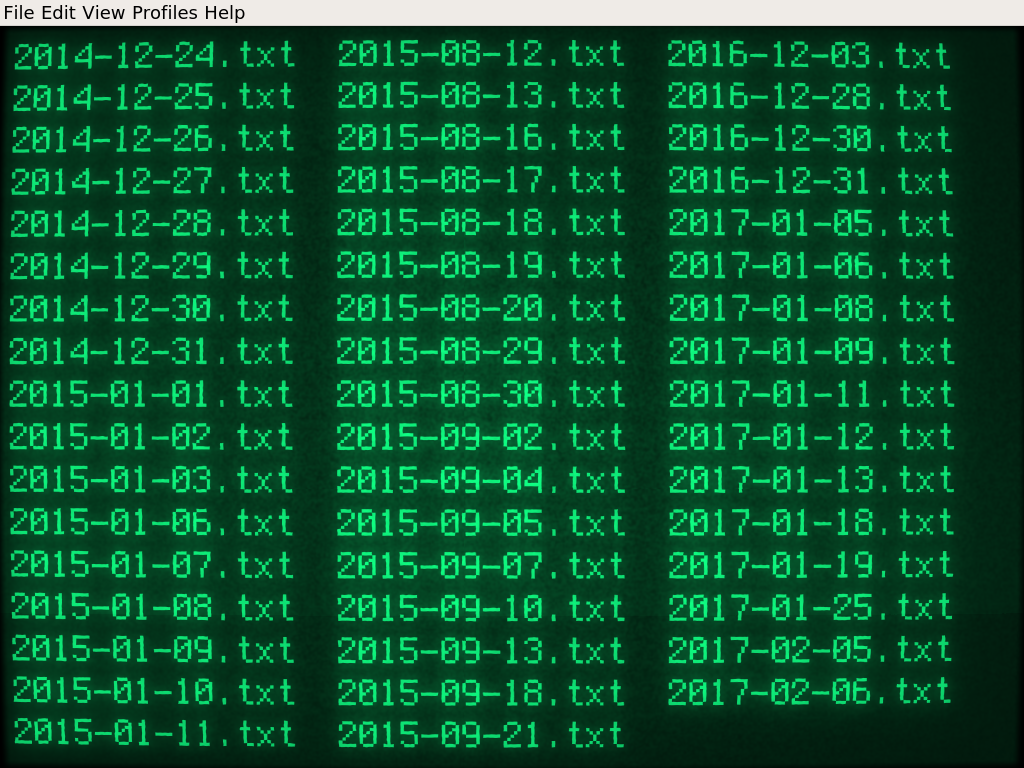 File Edit View Profiles Help
2014-12-24.txt 2015-08-12.txt 2016-12-03.txt
2014-12-25.txt 2015-08-13.txt 2016-12-28.txt
2014-12-26.txt 2015-08-16.txt 2016-12-30.txt
2014-12-27.txt 2015-08-17.txt 2016-12-31.txt
2014-12-28.txt 2015-08-18.txt 2017-01-05.txt
2014-12-29.txt 2015-08-19.txt 2017-01-06.txt
2014-12-30.txt 2015-08-20.txt 2017-01-08.txt
2014-12-31.txt 2015-08-29.txt 2017-01-09.txt
2015-01-01.txt 2015-08-30.txt 2017-01-11.txt
2015-01-02.txt 2015-09-02.txt 2017-01-12.txt
2015-01-03.txt 2015-09-04.txt 2017-01-13.txt
2015-01-06.txt 2015-09-05.txt 2017-01-18.txt
2015-01-07.txt 2015-09-07.txt 2017-01-19.txt
2015-01-08.txt 2015-09-10.txt 2017-01-25.txt
2015-01-09.txt 2015-09-13.txt 2017-02-05.txt
2015-01-10.txt 2015-09-18.txt 2017-02-06.txt
2015-01-11.txt 2015-09-21.txt